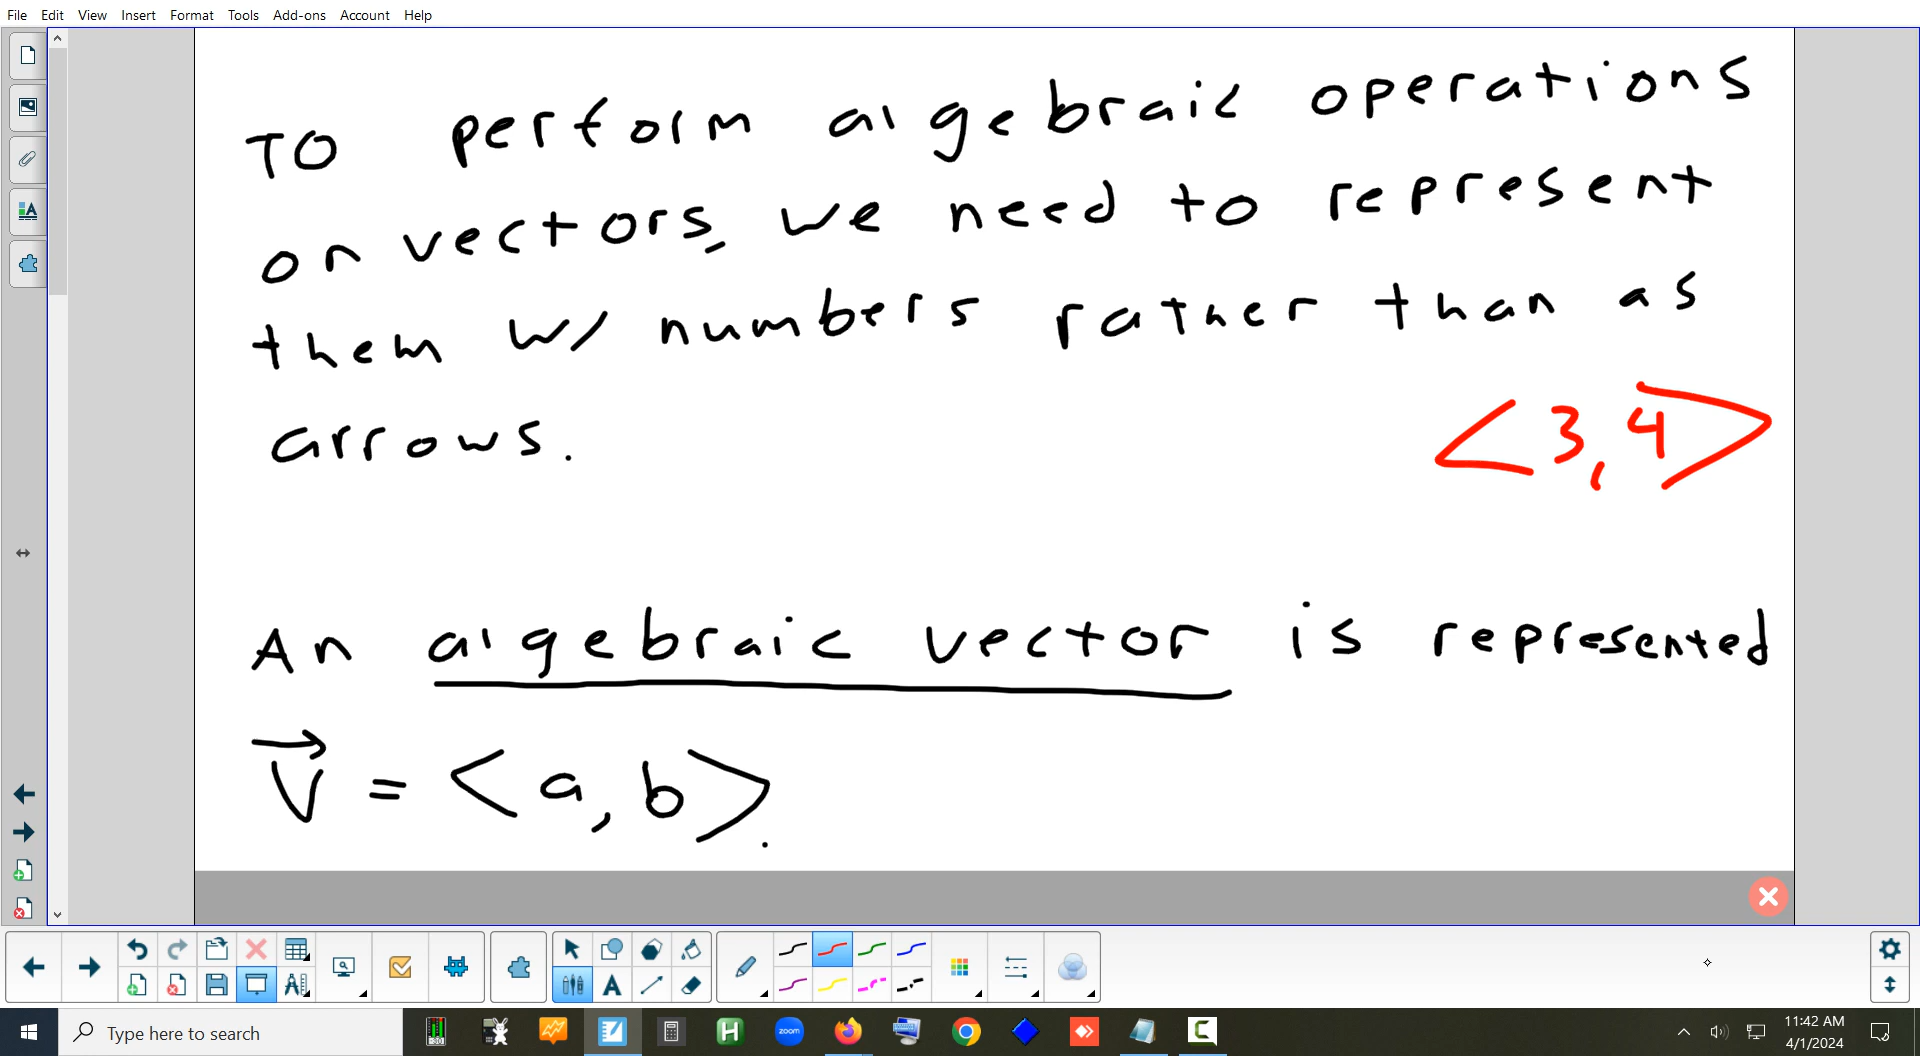 File Edit View Insert Format Tools Add-ons Account Help
TO perform algebraic operations
on vectors, we need to represent
them w/ numbers rather than as
arrows.
<3,4>
An algebraic vector is represented
V = <a, b>.
Type here to search
zoom
11:42 AM
4/1/2024